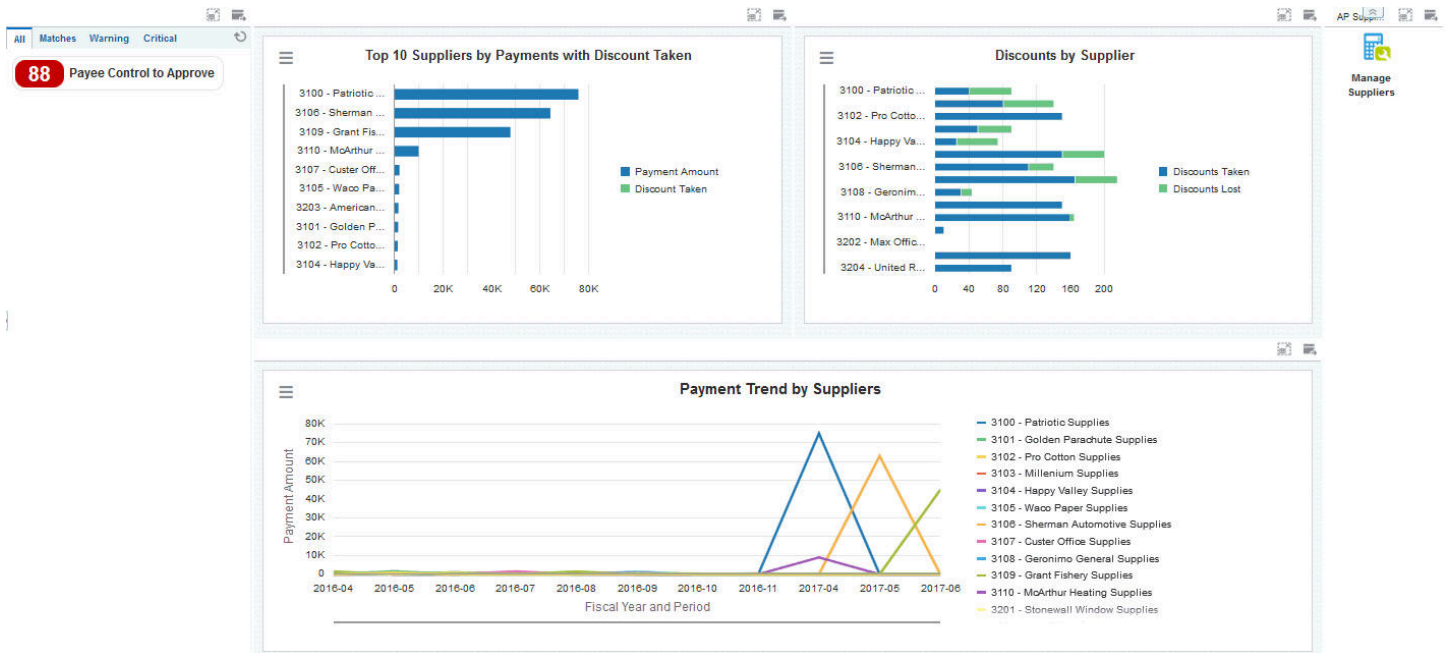 All Matches Warning Critical
88 Payee Control to Approve
Top 10 Suppliers by Payments with Discount Taken
3100 - Patriotic ...
3106 - Sherman ...
3109 - Grant Fis...
3110 - McArthur ...
3107 - Custer Off...
3105 - Waco Pa...
3203 - American...
3101 - Golden P...
3102 - Pro Cotto...
3104 - Happy Va...
0 20K 40K 60K 80K
Payment Amount
Discount Taken
Discounts by Supplier
3100 - Patriotic ...
3102 - Pro Cotto...
3104 - Happy Va...
3106 - Sherman...
3108 - Geronim...
3110 - McArthur ...
3202 - Max Offic...
3204 - United R...
0 40 80 120 160 200
Discounts Taken
Discounts Lost
AP Suppl...
Manage
Suppliers
Payment Trend by Suppliers
Payment Amount
80K
70K
60K
50K
40K
30K
20K
10K
0
2016-04 2016-05 2016-06 2016-07 2016-08 2016-09 2016-10 2016-11 2017-04 2017-05 2017-06
Fiscal Year and Period
3100 - Patriotic Supplies
3101 - Golden Parachute Supplies
3102 - Pro Cotton Supplies
3103 - Millenium Supplies
3104 - Happy Valley Supplies
3105 - Waco Paper Supplies
3106 - Sherman Automotive Supplies
3107 - Custer Office Supplies
3108 - Geronimo General Supplies
3109 - Grant Fishery Supplies
3110 - McArthur Heating Supplies
3201 - Stonewall Window Supplies